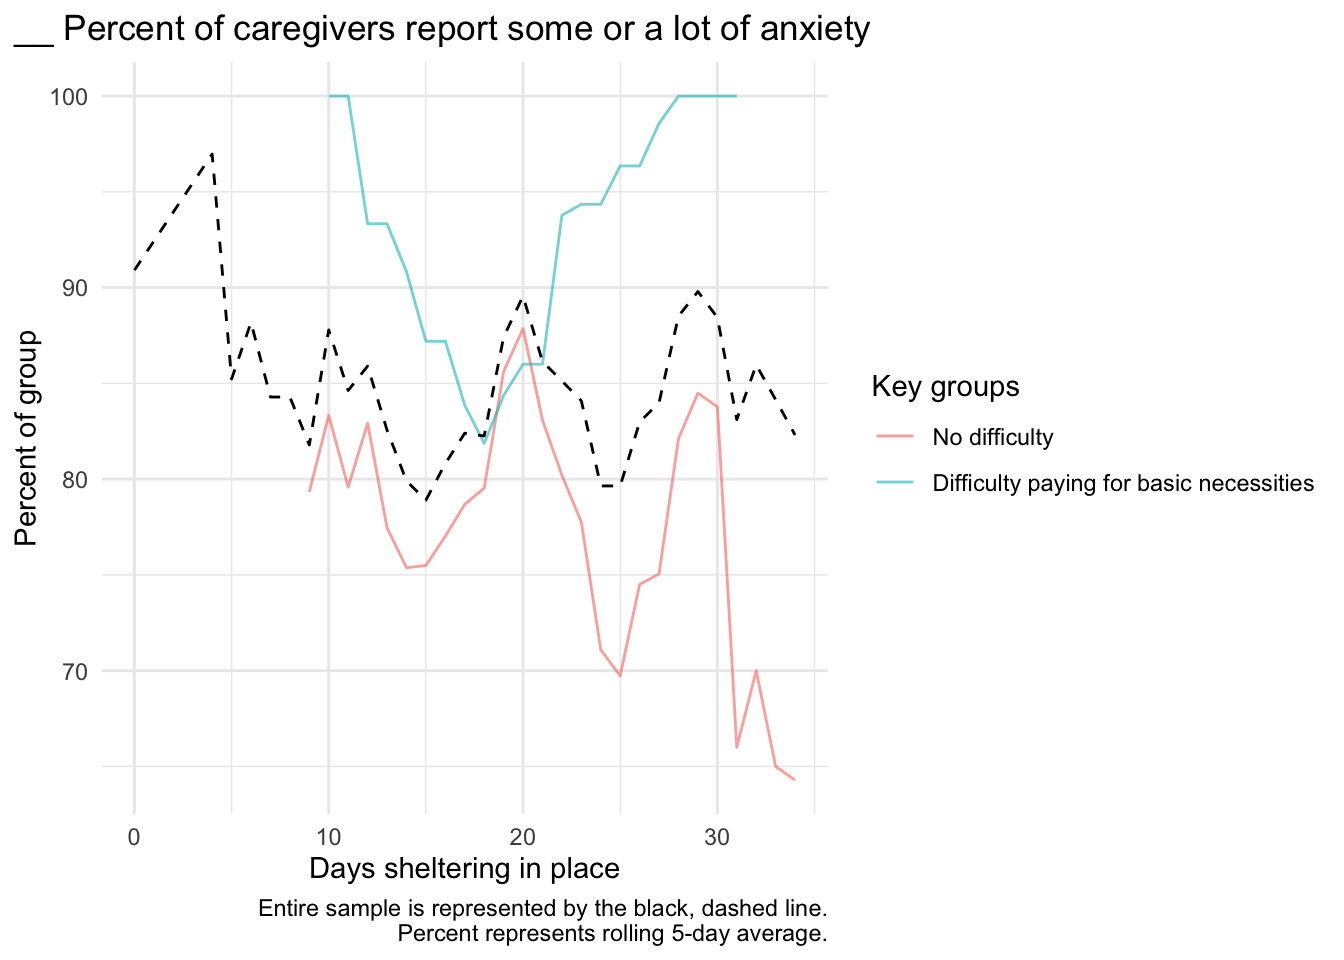 __ Percent of caregivers report some or a lot of anxiety
100
90
80
70
Percent of group
0 10 20 30
Days sheltering in place
Key groups
No difficulty
Difficulty paying for basic necessities
Entire sample is represented by the black, dashed line.
Percent represents rolling 5-day average.